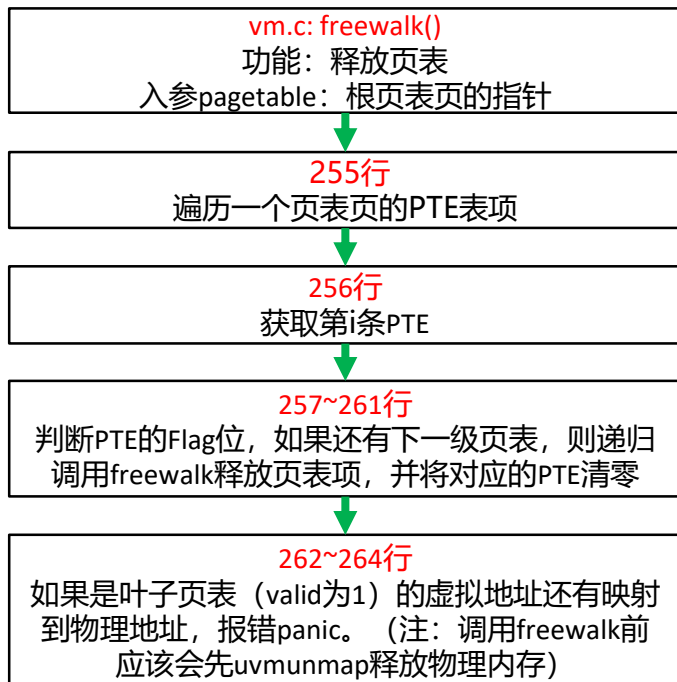 vm.c: freewalk()
功能：释放页表
入参pagetable：根页表页的指针
255行
遍历一个页表页的PTE表项
256行
获取第i条PTE
257~261行
判断PTE的Flag位，如果还有下一级页表，则递归
调用freewalk释放页表项，并将对应的PTE清零
262~264行
如果是叶子页表（valid为1）的虚拟地址还有映射
到物理地址，报错panic。（注：调用freewalk前
应该会先uvmunmap释放物理内存）